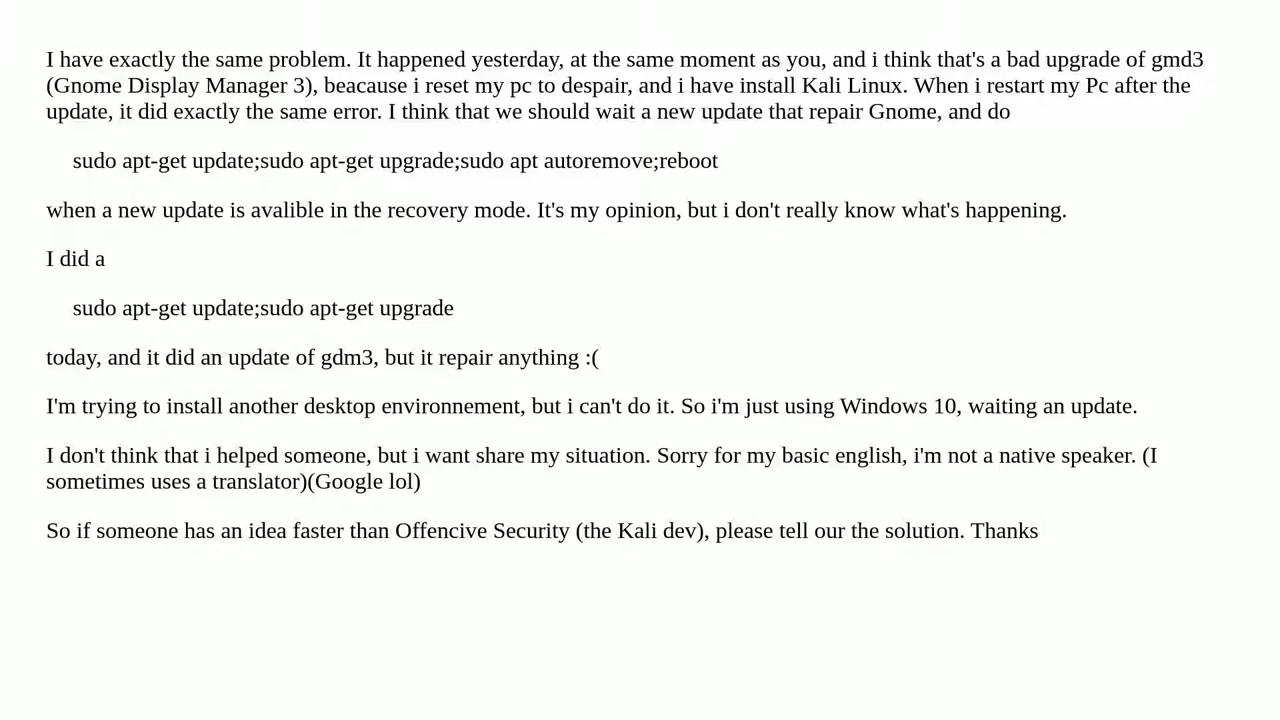 I have exactly the same problem. It happened yesterday, at the same moment as you, and i think that's a bad upgrade of gmd3
(Gnome Display Manager 3), beacause i reset my pc to despair, and i have install Kali Linux. When i restart my Pc after the
update, it did exactly the same error. I think that we should wait a new update that repair Gnome, and do
sudo apt-get update;sudo apt-get upgrade;sudo apt autoremove;reboot
when a new update is avalible in the recovery mode. It's my opinion, but i don't really know what's happening.
I did a
sudo apt-get update;sudo apt-get upgrade
today, and it did an update of gdm3, but it repair anything :(
I'm trying to install another desktop environnement, but i can't do it. So i'm just using Windows 10, waiting an update.
I don't think that i helped someone, but i want share my situation. Sorry for my basic english, i'm not a native speaker. (I
sometimes uses a translator)(Google lol)
So if someone has an idea faster than Offencive Security (the Kali dev), please tell our the solution. Thanks